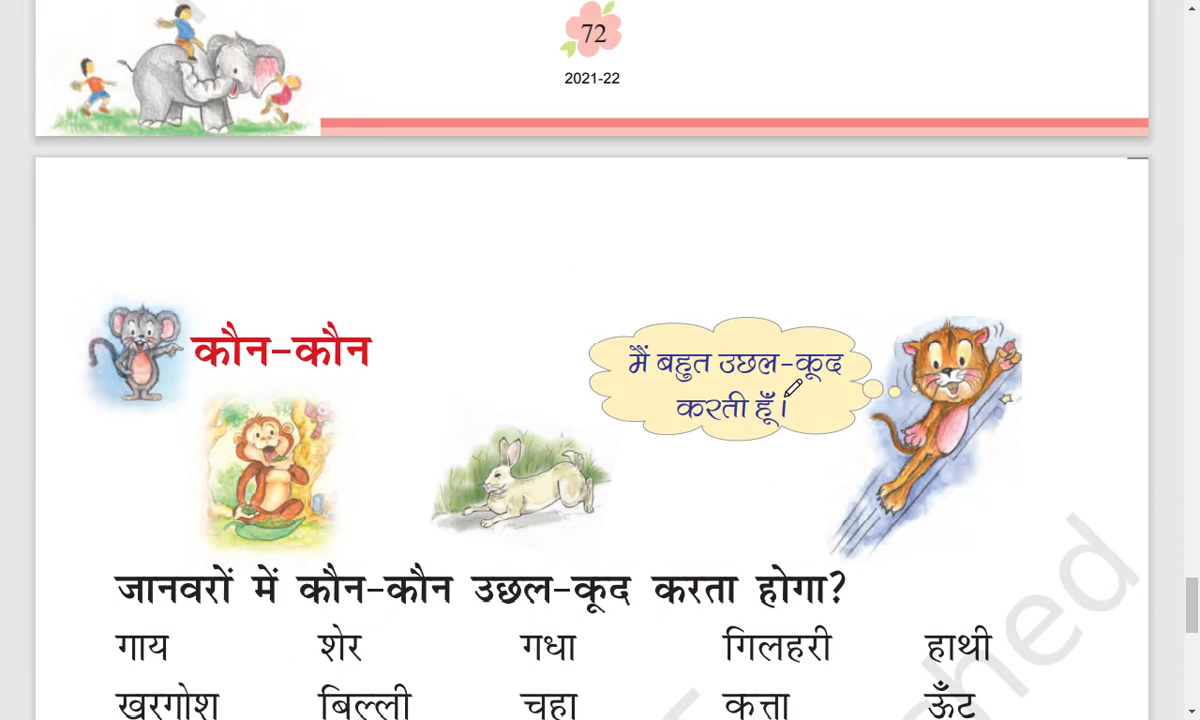 72
2021-22
कौन-कौन
मैं बहुत उछल-कूद
करती हूँ।
जानवरों में कौन-कौन उछल-कूद करता होगा?
गाय शेर गधा गिलहरी हाथी
खरगोश बिल्ली चूहा कुत्ता ऊँट